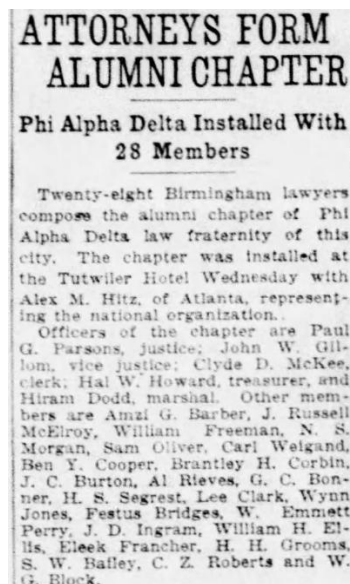 ATTORNEYS FORM
ALUMNI CHAPTER
Phi Alpha Delta Installed With
28 Members
Twenty-eight Birmingham lawyers
compose the alumni chapter of Phi
Alpha Delta law fraternity of this
city. The chapter was installed at
the Tutwiler Hotel Wednesday with
Alex M. Hitz, of Atlanta, represent-
ing the national organization..
Officers of the chapter are Paul
G. Parsons, justice; John W. Gil-
lom, vice justice; Clyde D. McKee,
clerk; Hal W. Howard, treasurer, and
Hiram Dodd, marshal. Other mem-
bers are Amzi G. Barber, J. Russell
McElroy, William Freeman, N. S.
Morgan, Sam Oliver, Carl Weigand,
Ben Y. Cooper, Brantley H. Corbin,
J. C. Burton, Al Rieves, G. C. Bon-
ner, H. S. Segrest, Lee Clark, Wynn
Jones, Festus Bridges, W. Emmett
Perry, J. D. Ingram, William H. El-
lis, Eleek Francher, H. H. Grooms,
S. W. Bailey, C. Z. Roberts and W.
G. Block.